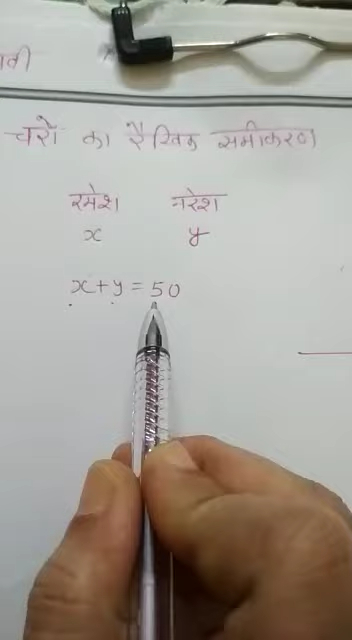 चरों का रैखिक समीकरण
रमेश नरेश
x y
x + y = 50